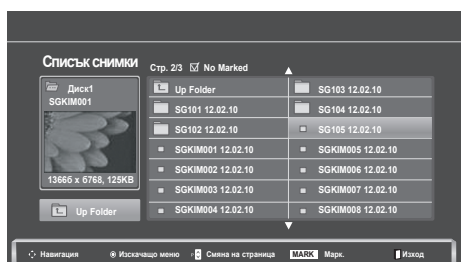 Списък снимки
Стр. 2/3 No Marked
Диск1
SGKIM001
13665 x 6768, 125KB
Up Folder
Up Folder
SG101 12.02.10
SG102 12.02.10
SGKIM001 12.02.10
SGKIM002 12.02.10
SGKIM003 12.02.10
SGKIM004 12.02.10
SG103 12.02.10
SG104 12.02.10
SG105 12.02.10
SGKIM005 12.02.10
SGKIM006 12.02.10
SGKIM007 12.02.10
SGKIM008 12.02.10
Навигация Изскачащо меню Смяна на страница MARK Марк. Изход